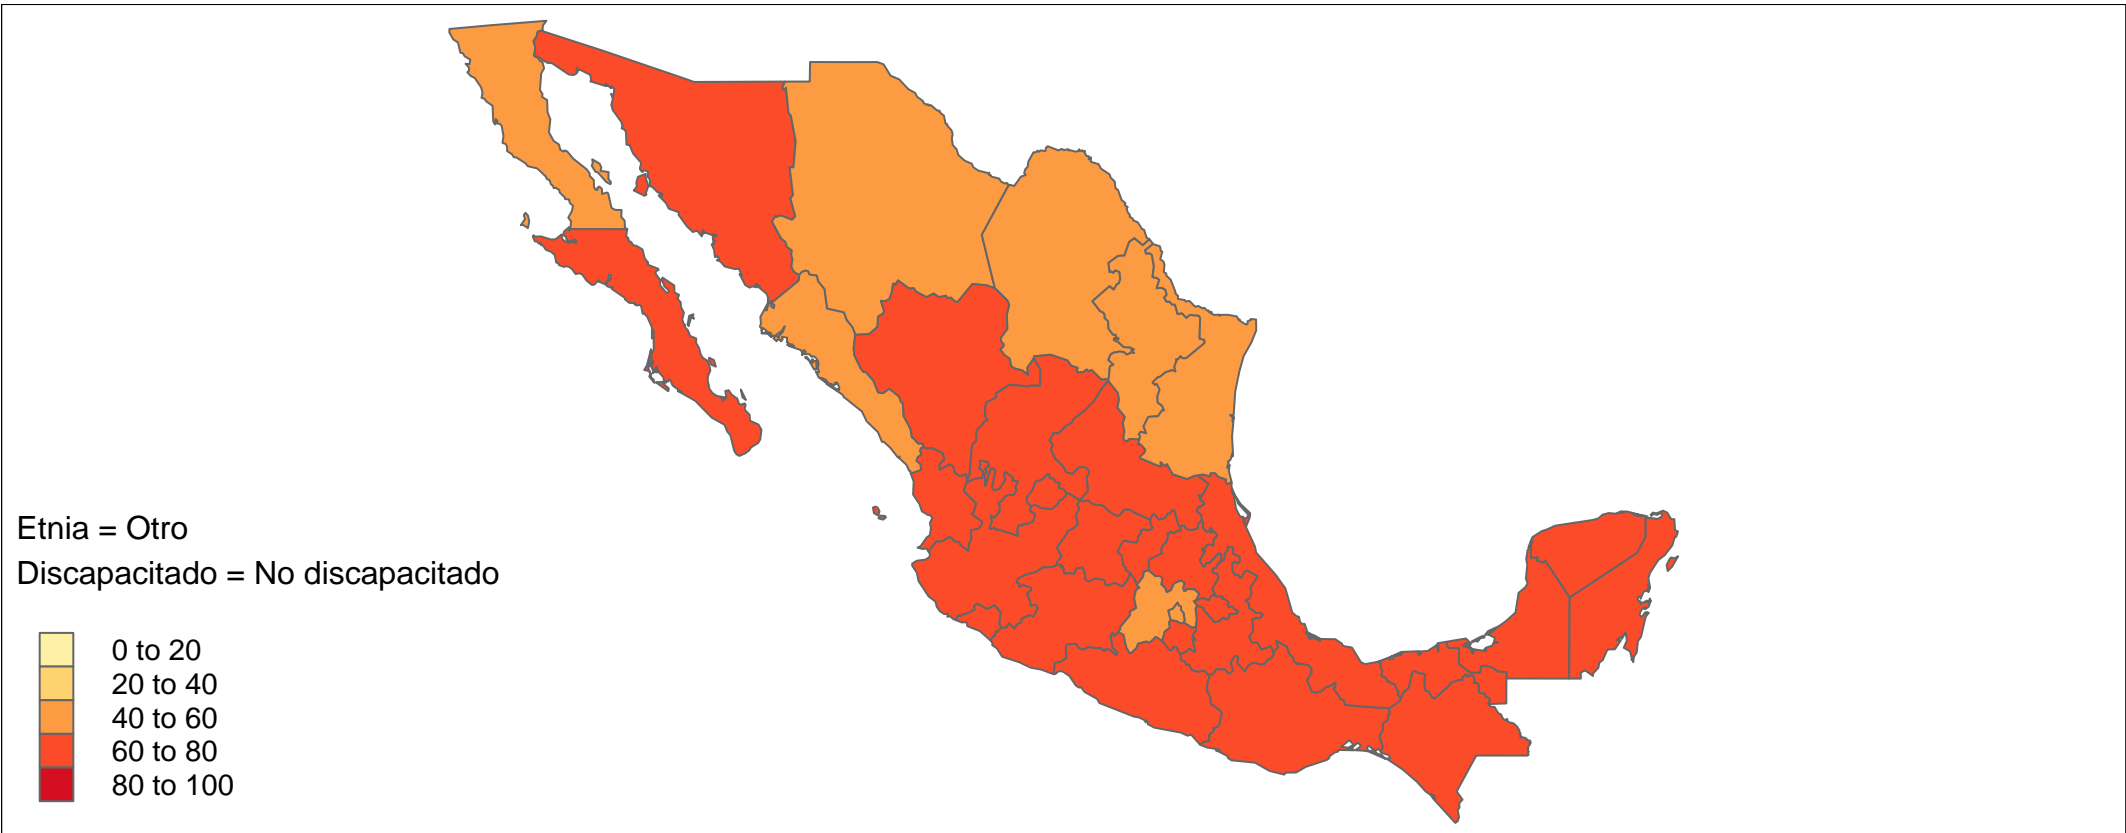 Etnia = Otro
Discapacitado = No discapacitado
0 to 20
20 to 40
40 to 60
60 to 80
80 to 100